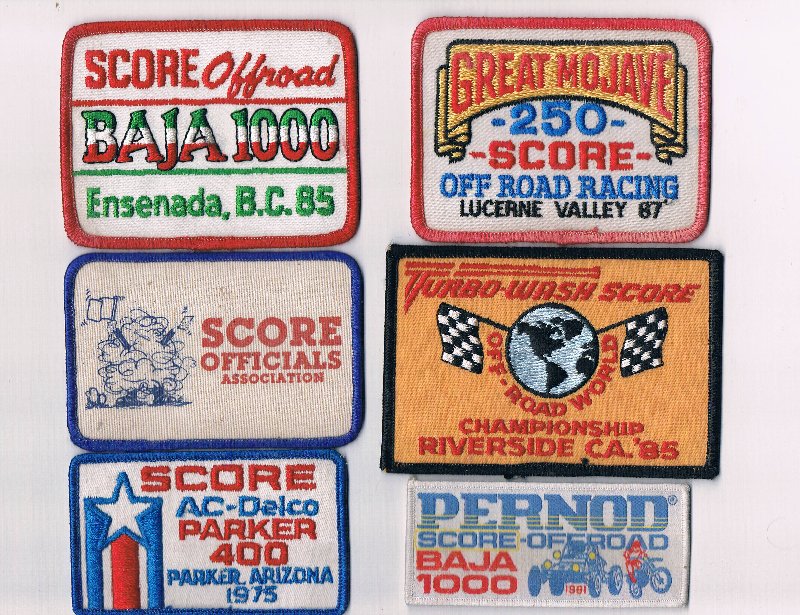 SCORE Offroad
BAJA 1000
Ensenada, B.C. 85
GREAT MOJAVE
-250-
-SCORE-
OFF ROAD RACING
LUCERNE VALLEY 87'
SCORE
OFFICIALS
ASSOCIATION
TURBO-WASH SCORE
OFF-ROAD WORLD
CHAMPIONSHIP
RIVERSIDE CA. '85
SCORE
AC-Delco
PARKER
400
PARKER, ARIZONA
1975
PERNOD®
SCORE-OFFROAD
BAJA
1000
1981